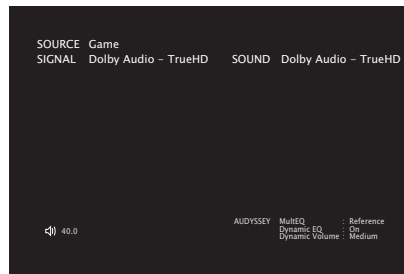 SOURCE Game
SIGNAL Dolby Audio – TrueHD SOUND Dolby Audio – TrueHD
AUDYSSEY MultEQ : Reference
Dynamic EQ : On
Dynamic Volume : Medium
40.0